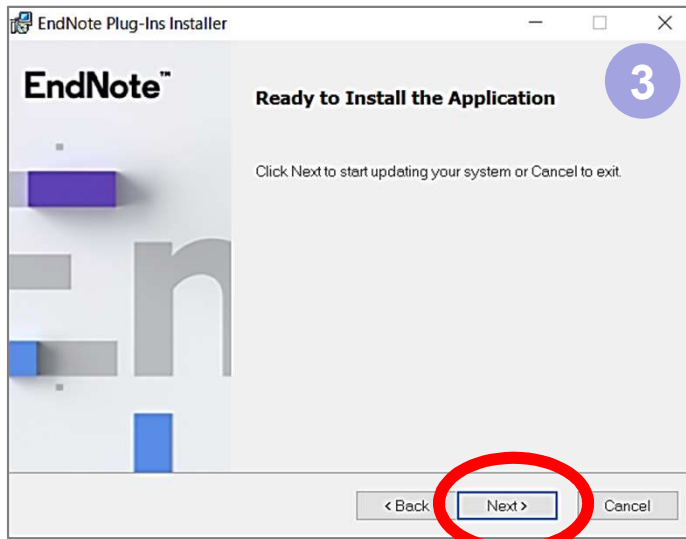 EndNote Plug-Ins Installer
EndNote™
3
Ready to Install the Application
Click Next to start updating your system or Cancel to exit.
En
< Back
Next >
Cancel